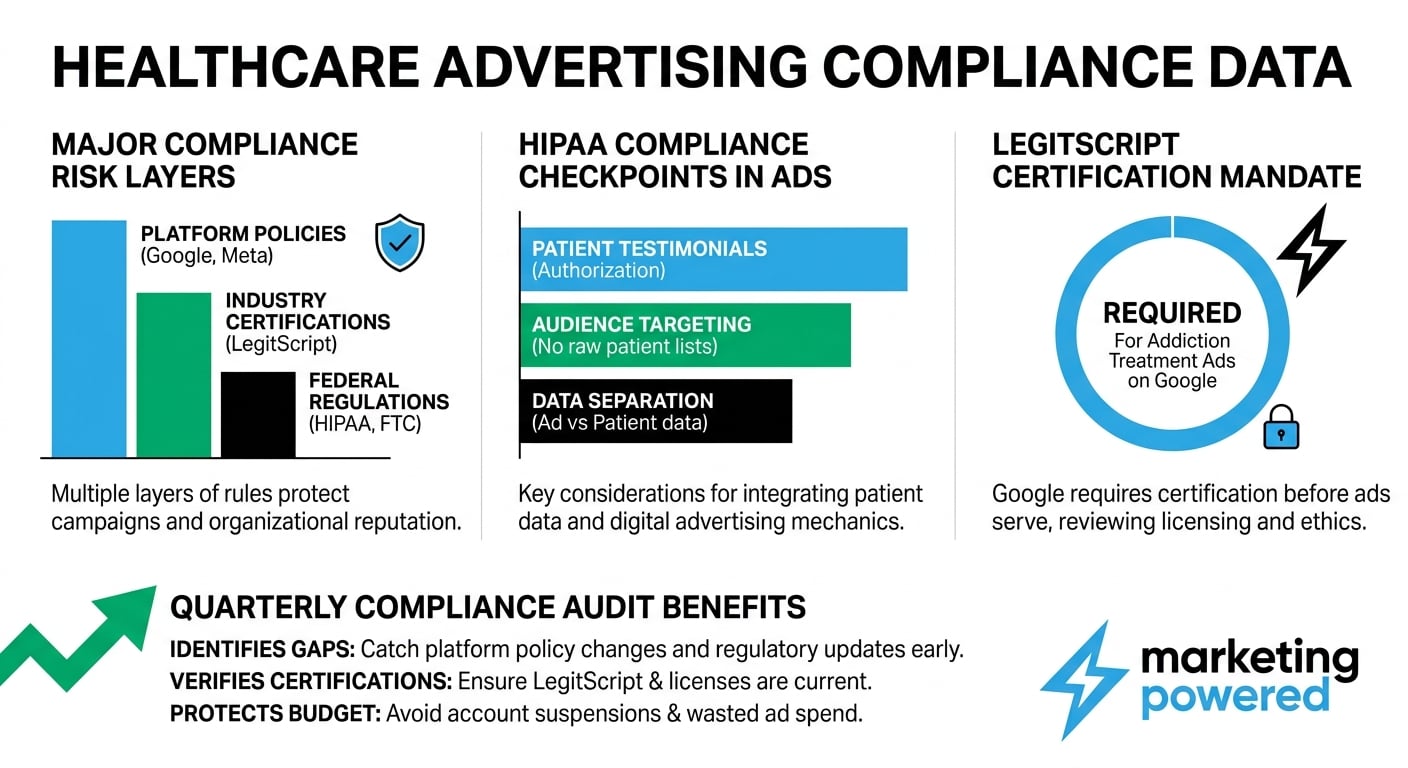 HEALTHCARE ADVERTISING COMPLIANCE DATA
MAJOR COMPLIANCE
RISK LAYERS
PLATFORM POLICIES
(Google, Meta)
INDUSTRY
CERTIFICATIONS
(LegitScript)
FEDERAL
REGULATIONS
(HIPAA, FTC)
Multiple layers of rules protect
campaigns and organizational reputation.
HIPAA COMPLIANCE
CHECKPOINTS IN ADS
PATIENT TESTIMONIALS
(Authorization)
AUDIENCE TARGETING
(No raw patient lists)
DATA SEPARATION
(Ad vs Patient data)
Key considerations for integrating patient
data and digital advertising mechanics.
LEGITSCRIPT
CERTIFICATION MANDATE
REQUIRED
For Addiction
Treatment Ads
on Google
Google requires certification before ads
serve, reviewing licensing and ethics.
QUARTERLY COMPLIANCE AUDIT BENEFITS
IDENTIFIES GAPS: Catch platform policy changes and regulatory updates early.
VERIFIES CERTIFICATIONS: Ensure LegitScript & licenses are current.
PROTECTS BUDGET: Avoid account suspensions & wasted ad spend.
marketing
powered